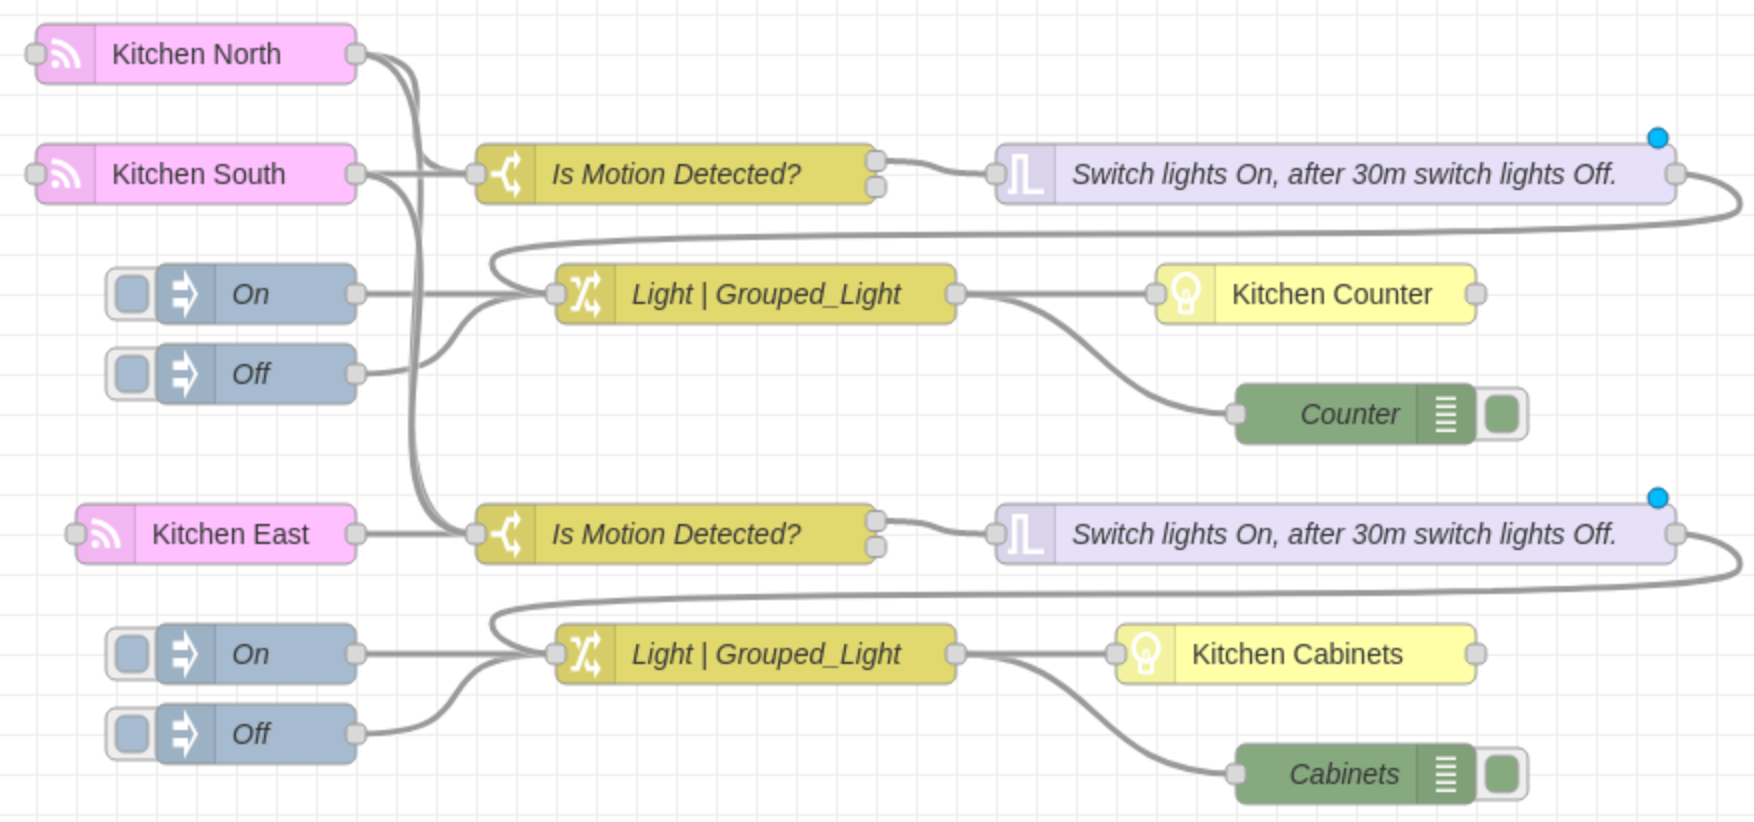 Kitchen North
Kitchen South
Is Motion Detected?
Switch lights On, after 30m switch lights Off.
On
Light | Grouped_Light
Kitchen Counter
Off
Counter
Kitchen East
Is Motion Detected?
Switch lights On, after 30m switch lights Off.
On
Light | Grouped_Light
Kitchen Cabinets
Off
Cabinets